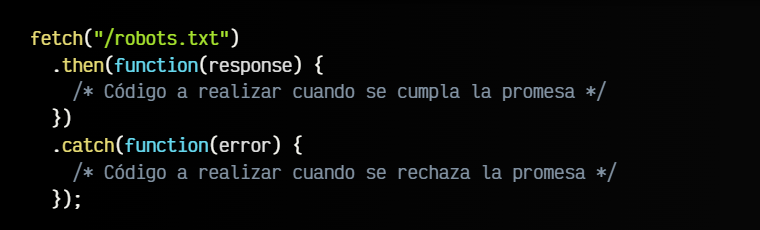 fetch("/robots.txt")
  .then(function(response) {
    /* Código a realizar cuando se cumpla la promesa */
  })
  .catch(function(error) {
    /* Código a realizar cuando se rechaza la promesa */
  });